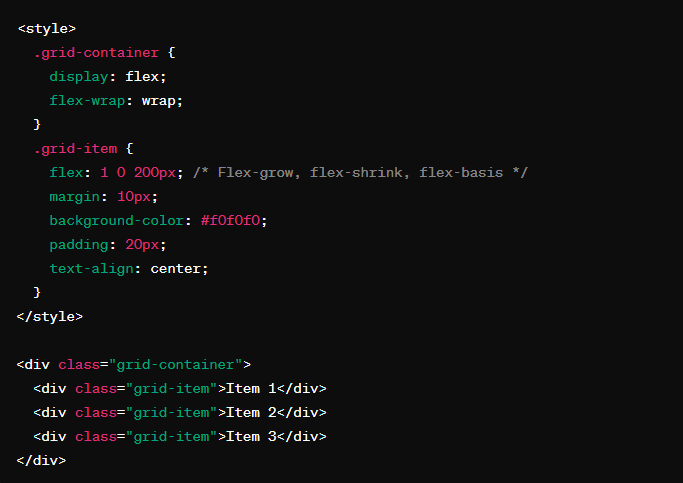 <style>
  .grid-container {
    display: flex;
    flex-wrap: wrap;
  }
  .grid-item {
    flex: 1 0 200px; /* Flex-grow, flex-shrink, flex-basis */
    margin: 10px;
    background-color: #f0f0f0;
    padding: 20px;
    text-align: center;
  }
</style>

<div class="grid-container">
  <div class="grid-item">Item 1</div>
  <div class="grid-item">Item 2</div>
  <div class="grid-item">Item 3</div>
</div>